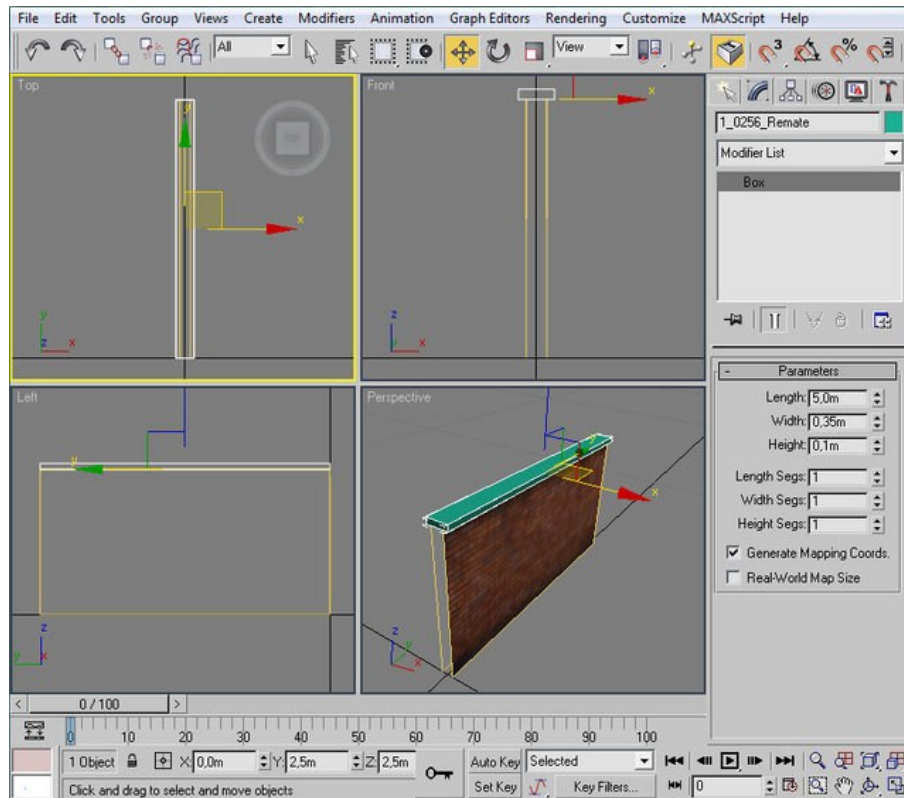 File Edit Tools Group Views Create Modifiers Animation Graph Editors Rendering Customize MAXScript Help
All View 3 %
Top
y
x
y
z x
Front
x
z
x
1_0256_Remate
Modifier List
Box
- Parameters
Length: 5,0m
Width: 0,35m
Height: 0,1m
Length Segs: 1
Width Segs: 1
Height Segs: 1
Generate Mapping Coords.
Real-World Map Size
Left
y
z
y x
Perspective
y
x
z
y
x
< 0 / 100 >
0 10 20 30 40 50 60 70 80 90 100
1 Object X: 0,0m Y: 2,5m Z: 2,5m Auto Key Selected
Click and drag to select and move objects Set Key Key Filters... 0